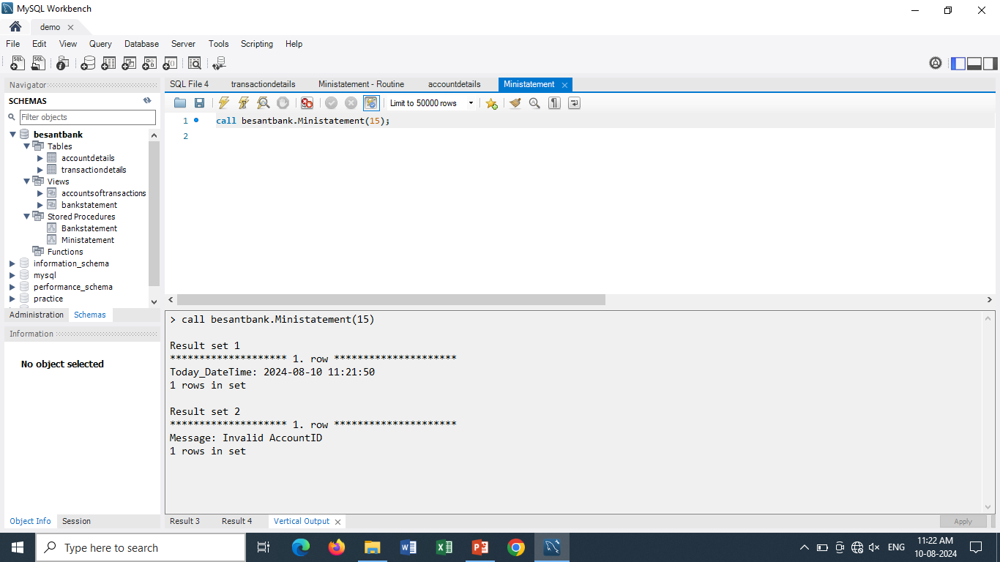 MySQL Workbench
demo
File Edit View Query Database Server Tools Scripting Help
Navigator
SCHEMAS
Filter objects
besantbank
Tables
accountdetails
transactiondetails
Views
accountsoftransactions
bankstatement
Stored Procedures
Bankstatement
Ministatement
Functions
information_schema
mysql
performance_schema
practice
Administration Schemas
Information
No object selected
Object Info Session
SQL File 4 transactiondetails Ministatement - Routine accountdetails Ministatement
Limit to 50000 rows
1 call besantbank.Ministatement(15);
2
> call besantbank.Ministatement(15)
Result set 1
******************** 1. row *********************
Today_DateTime: 2024-08-10 11:21:50
1 rows in set
Result set 2
******************** 1. row *********************
Message: Invalid AccountID
1 rows in set
Result 3 Result 4 Vertical Output Apply
Type here to search
ENG
11:22 AM
10-08-2024